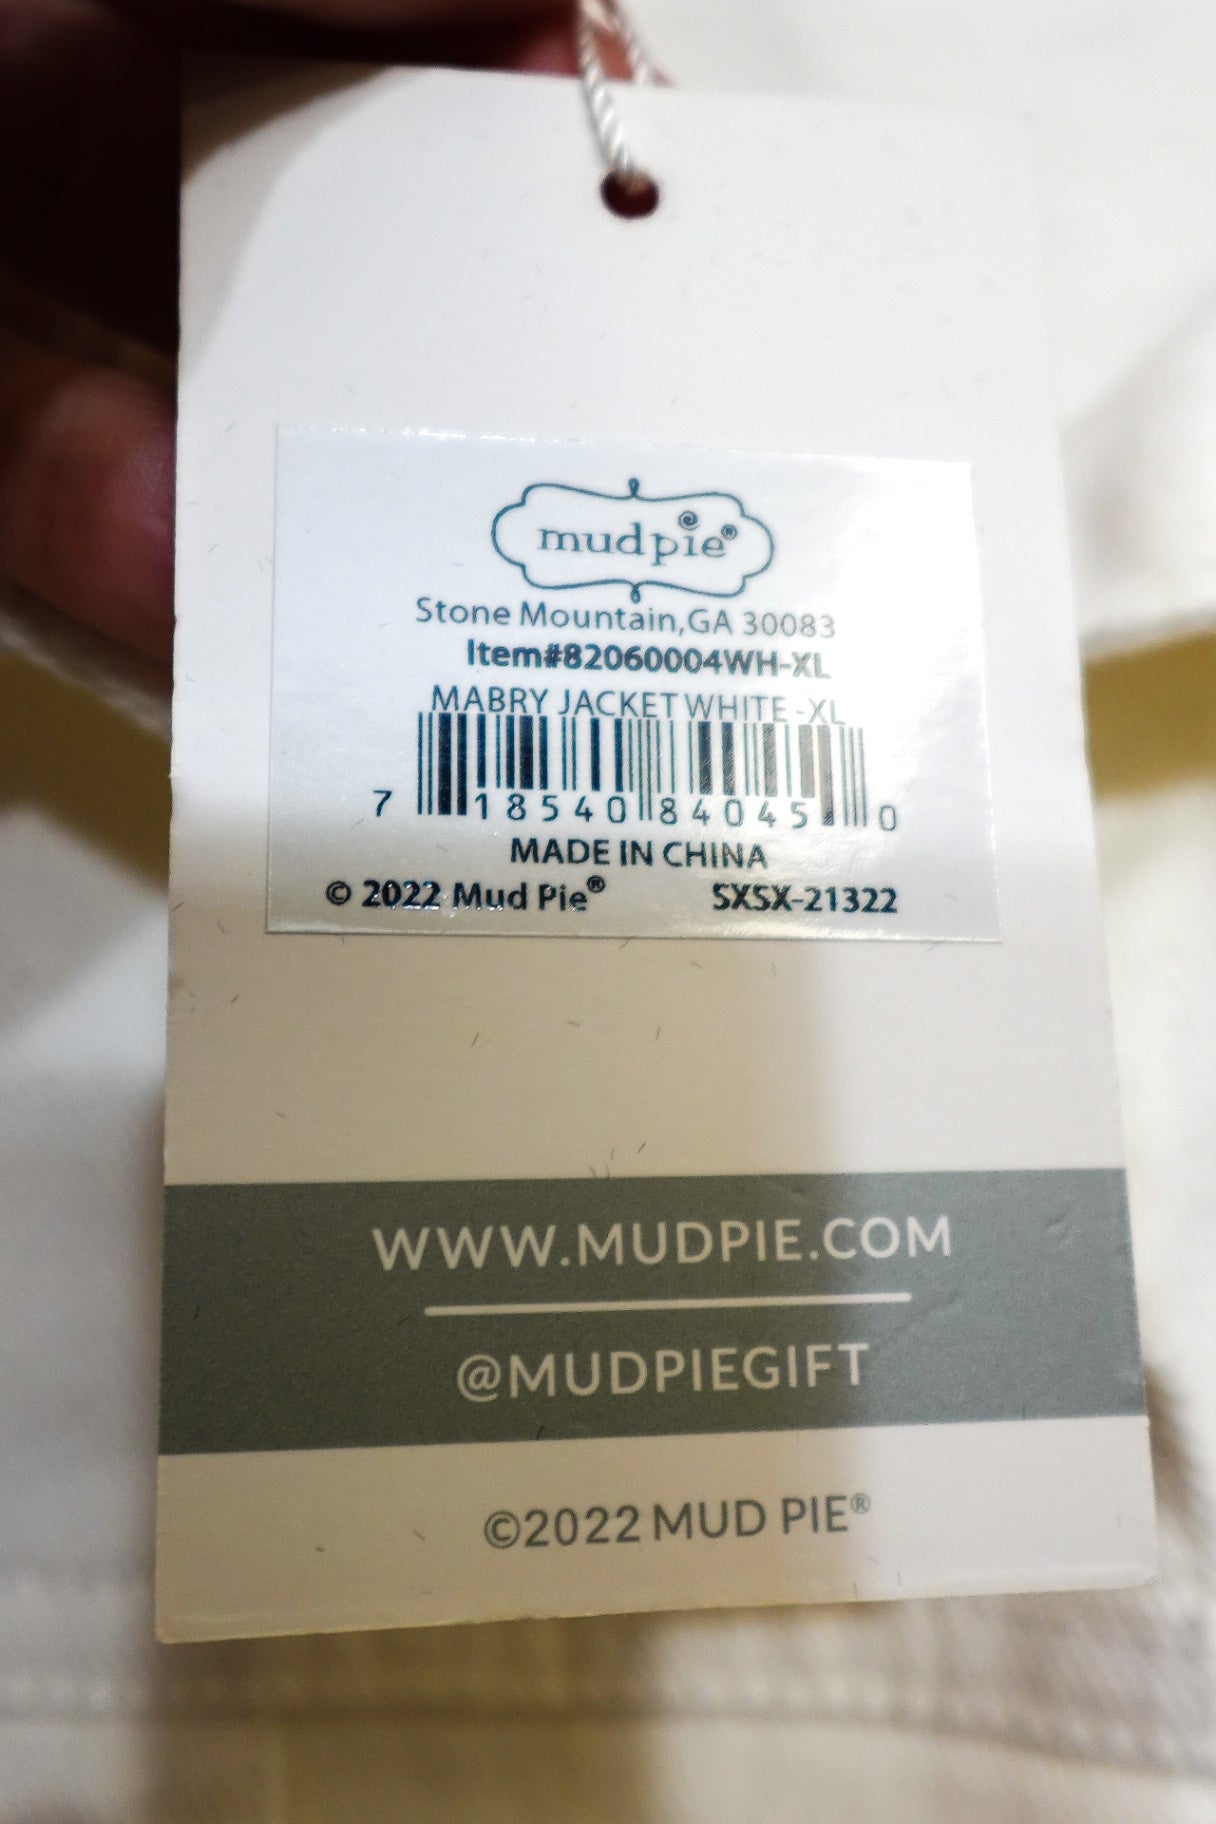 mudpie®
Stone Mountain,GA 30083
Item#82060004WH-XL
MABRY JACKET WHITE -XL
7 18540 84045 0
MADE IN CHINA
© 2022 Mud Pie® SXSX-21322
WWW.MUDPIE.COM
@MUDPIEGIFT
©2022 MUD PIE®